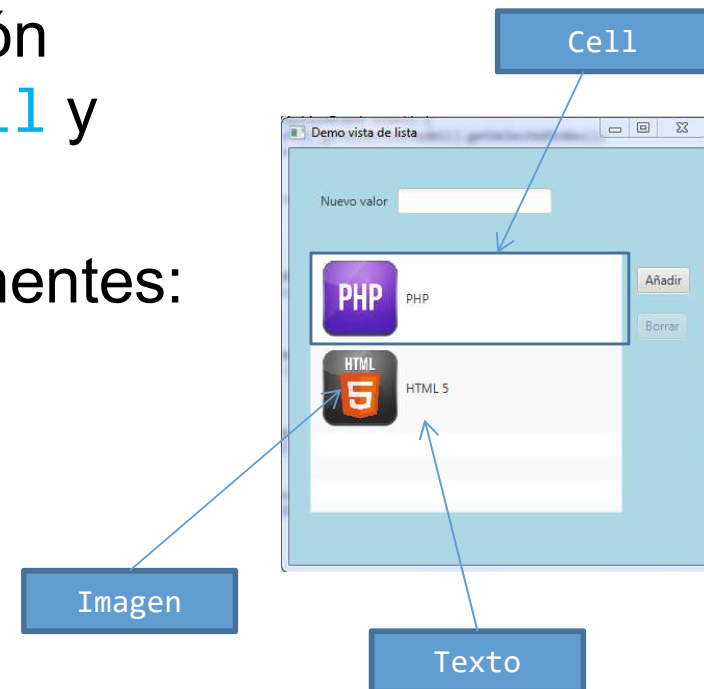 ón
Cell
ll y
Demo vista de lista
Nuevo valor
nentes:
PHP
PHP
Añadir
Borrar
HTML
5
HTML 5
Imagen
Texto